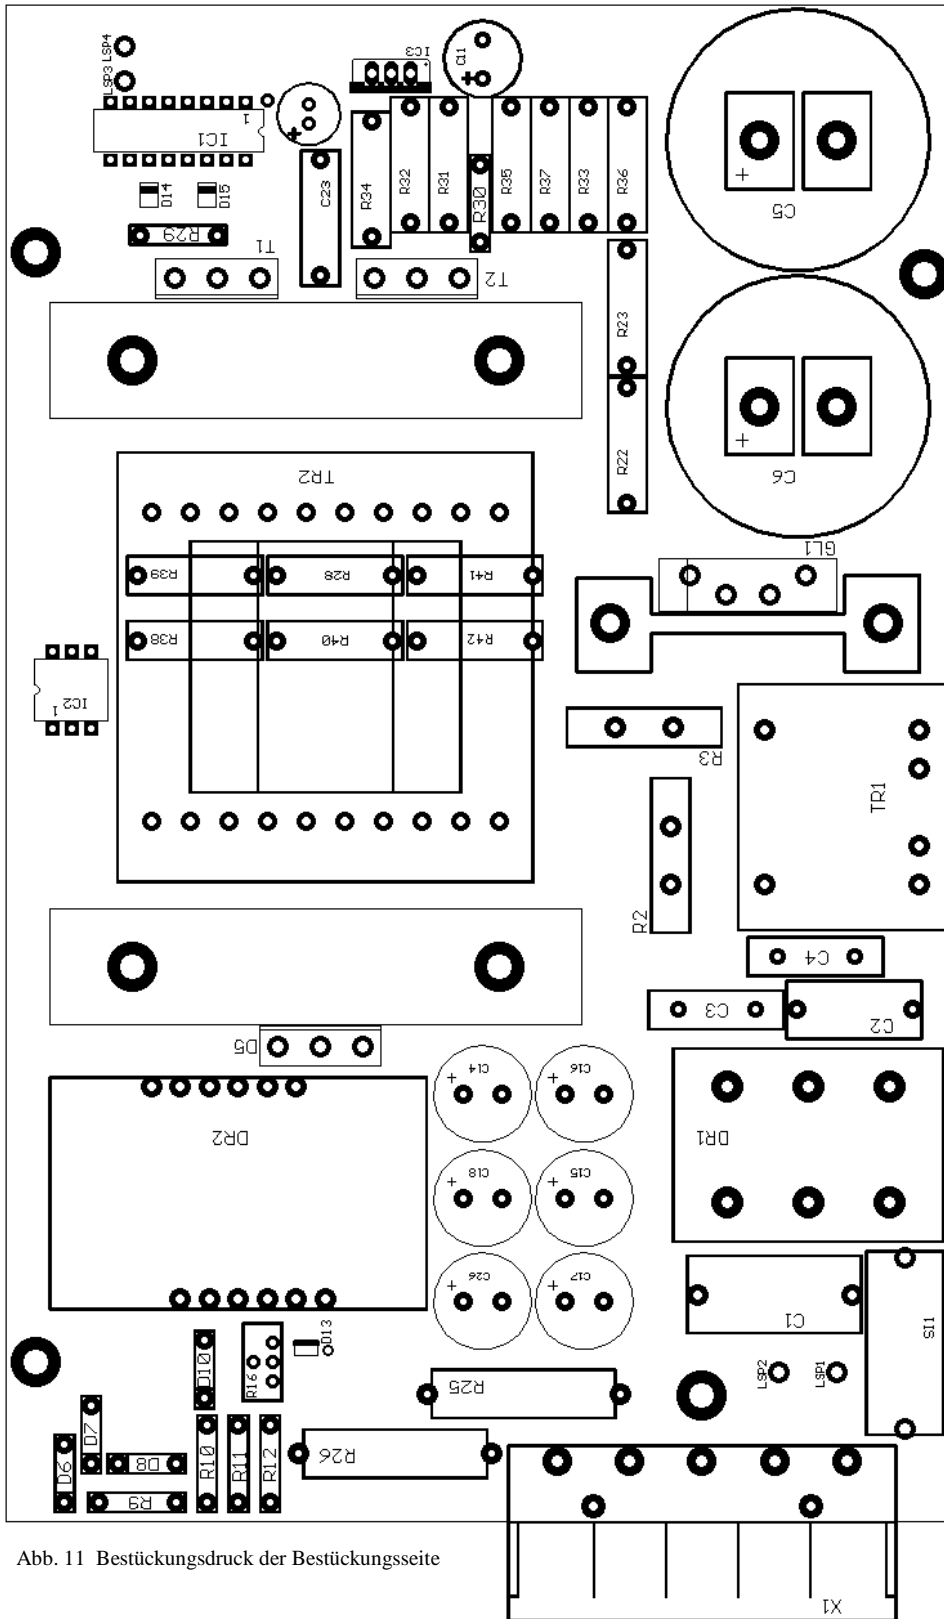 LSP3
LSP4
IC1
1
IC3
C11
C23
R34
R32
R31
R30
R35
R37
R33
R36
C5
+
D14
D15
R29
T1
T2
R23
R22
C6
+
TR2
GL1
R39
R28
R41
R38
R40
R42
IC2
1
R3
TR1
R2
C4
C3
C2
D5
DR2
C14
+
C16
+
DR1
C18
+
C15
+
C26
+
C17
+
C1
SI1
D10
R16
D13
LSP2
LSP1
R25
D7
D6
D8
R9
R10
R11
R12
R26
X1
Abb. 11 Bestückungsdruck der Bestückungsseite